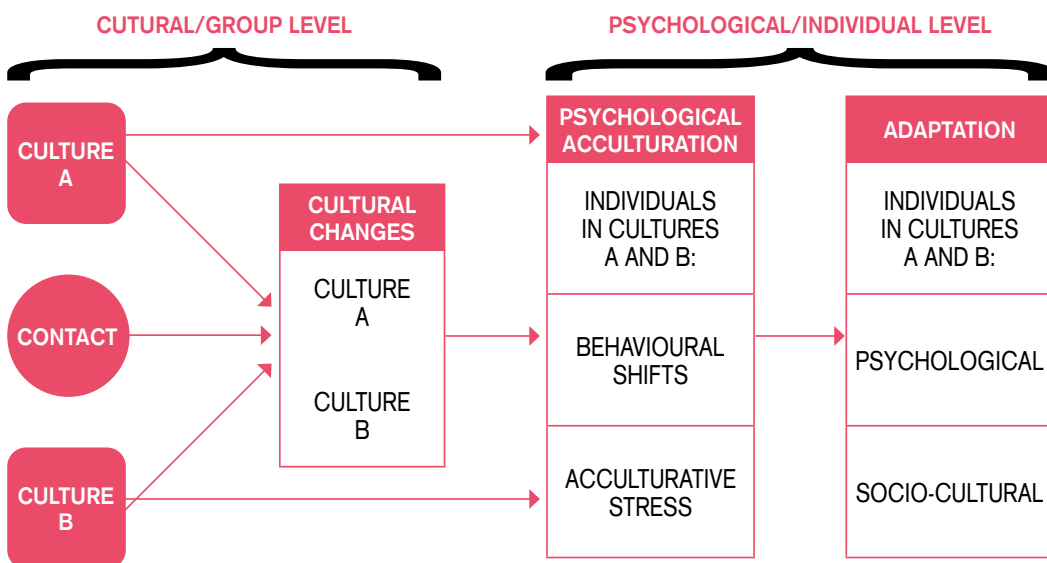 CUTURAL/GROUP LEVEL
PSYCHOLOGICAL/INDIVIDUAL LEVEL
CULTURE
A
CONTACT
CULTURE
B
CULTURAL
CHANGES
CULTURE
A
CULTURE
B
PSYCHOLOGICAL
ACCULTURATION
INDIVIDUALS
IN CULTURES
A AND B:
BEHAVIOURAL
SHIFTS
ACCULTURATIVE
STRESS
ADAPTATION
INDIVIDUALS
IN CULTURES
A AND B:
PSYCHOLOGICAL
SOCIO-CULTURAL